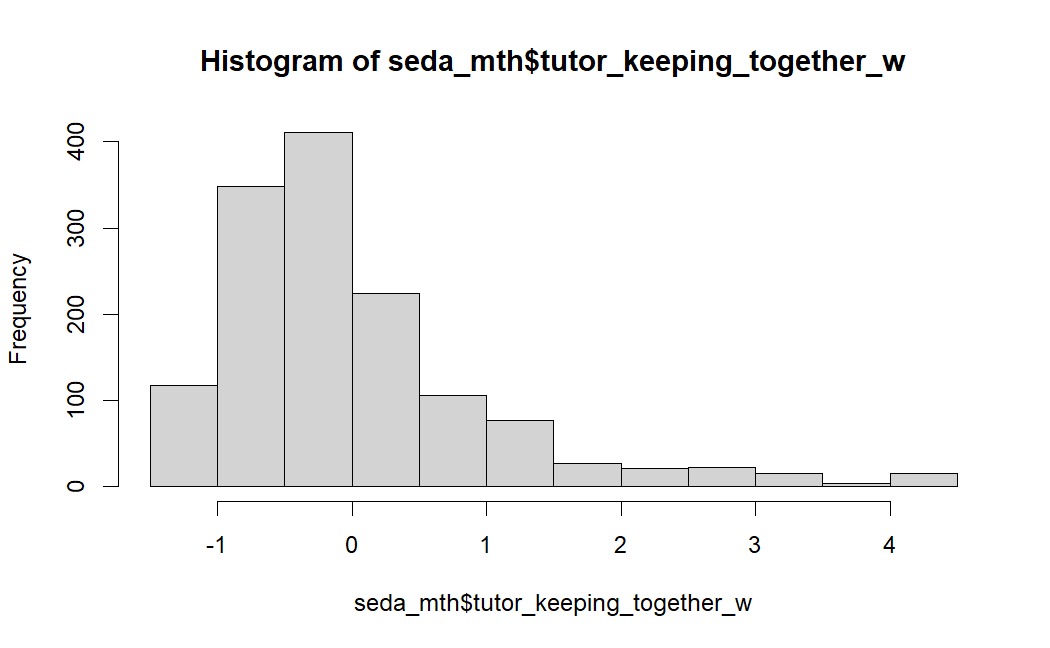 Histogram of seda_mth$tutor_keeping_together_w
Frequency
400
300
200
100
0
-1 0 1 2 3 4
seda_mth$tutor_keeping_together_w